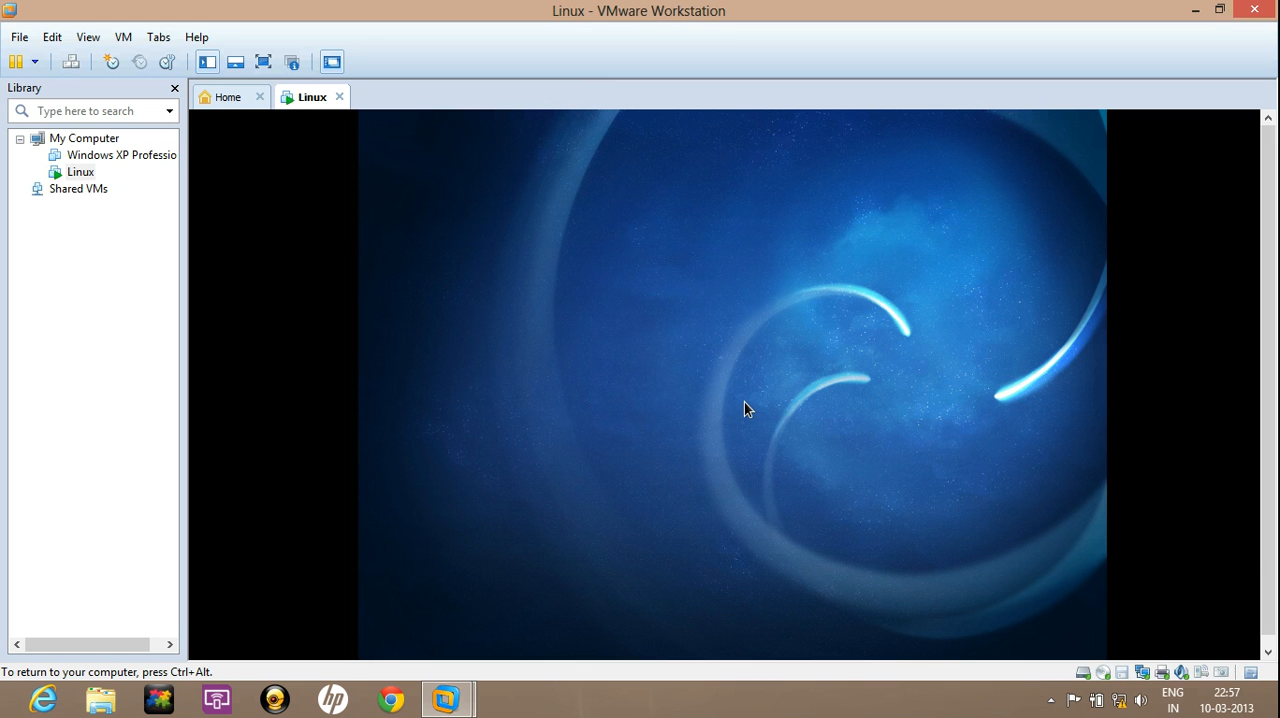 Linux - VMware Workstation
File Edit View VM Tabs Help
Library
Type here to search
Home
Linux
My Computer
Windows XP Professio
Linux
Shared VMs
To return to your computer, press Ctrl+Alt.
hp
ENG
IN
22:57
10-03-2013